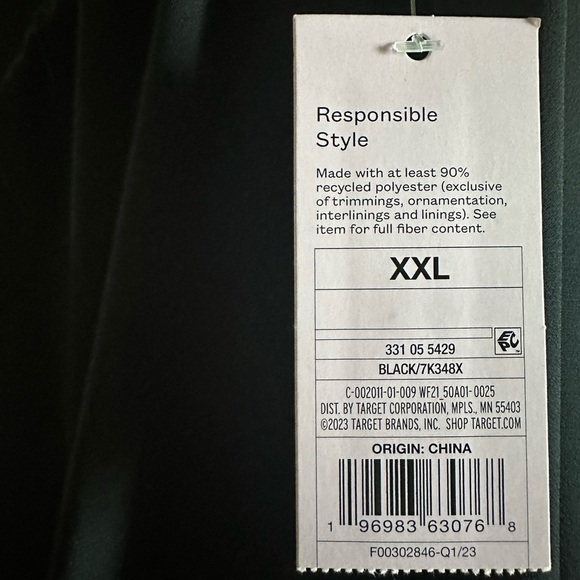 Responsible
Style
Made with at least 90%
recycled polyester (exclusive
of trimmings, ornamentation,
interlinings and linings). See
item for full fiber content.
XXL
EPC
331 05 5429
BLACK/7K348X
C-002011-01-009 WF21_50A01-0025
DIST. BY TARGET CORPORATION, MPLS., MN 55403
©2023 TARGET BRANDS, INC. SHOP TARGET.COM
ORIGIN: CHINA
1 96983 63076 8
F00302846-Q1/23